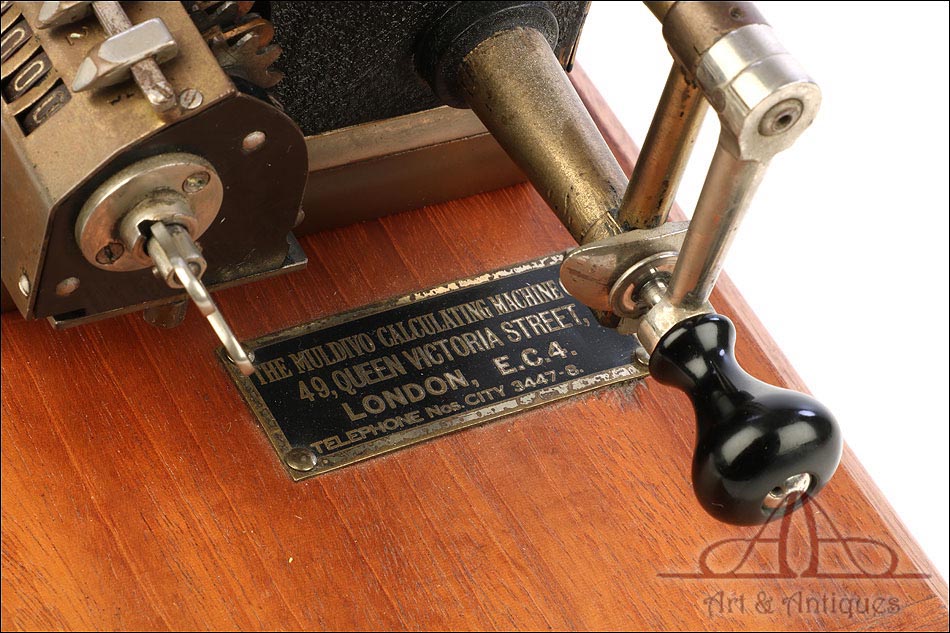 THE MULDIVO CALCULATING MACHINE
49, QUEEN VICTORIA STREET,
LONDON, E.C.4.
TELEPHONE Nos. CITY 3447-8.
Art & Antiques